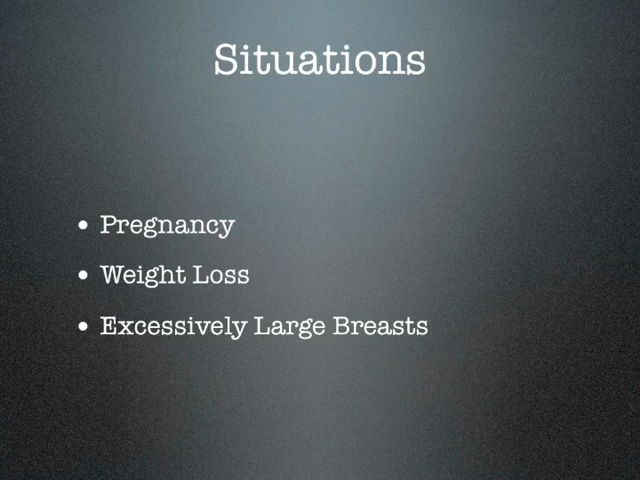 Situations
• Pregnancy
• Weight Loss
• Excessively Large Breasts